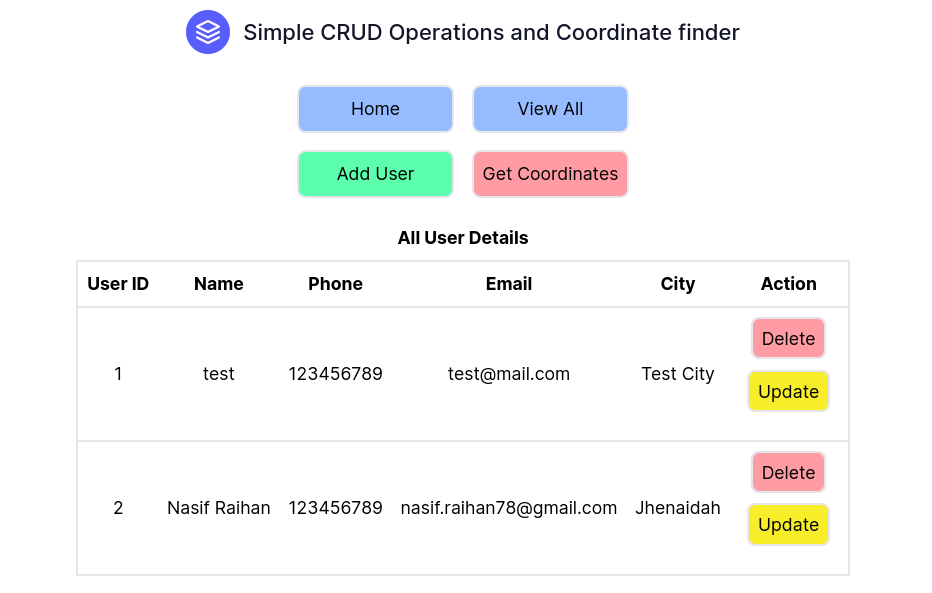 Simple CRUD Operations and Coordinate finder
Home View All
Add User Get Coordinates
All User Details
User ID Name Phone Email City Action
Delete
1 test 123456789 test@mail.com Test City
Update
Delete
2 Nasif Raihan 123456789 nasif.raihan78@gmail.com Jhenaidah
Update